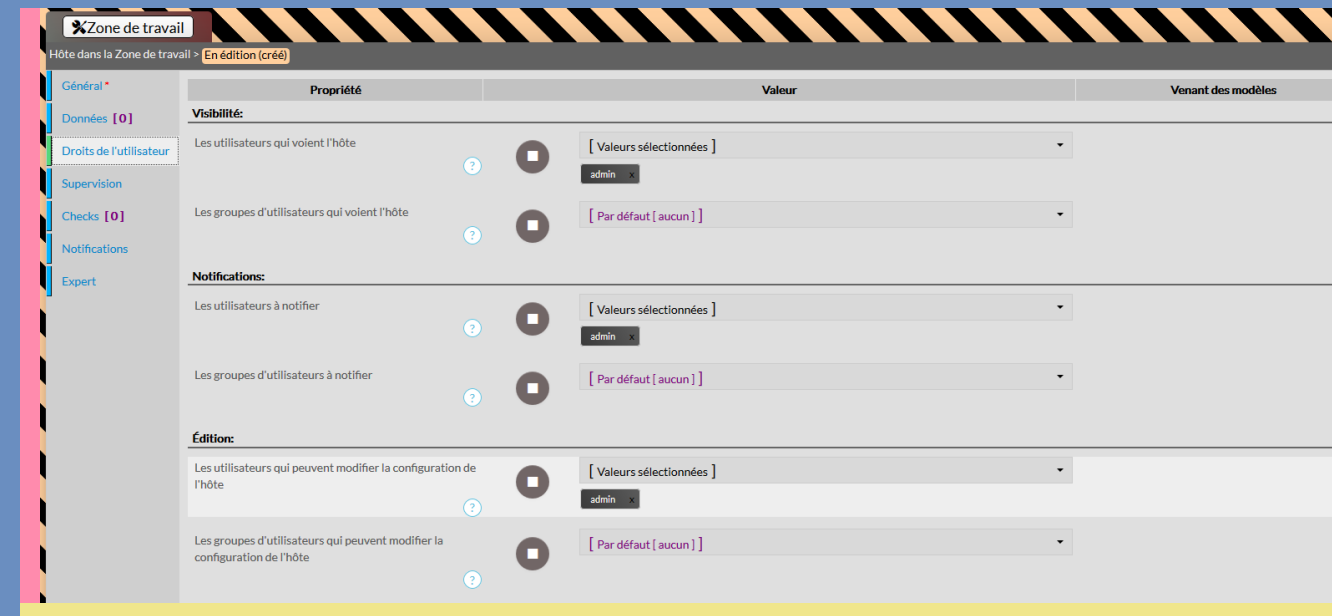 Zone de travail
Hôte dans la Zone de travail > En édition (créé)
Général *
Données [0]
Droits de l'utilisateur
Supervision
Checks [0]
Notifications
Expert
Propriété Valeur Venant des modèles
Visibilité:
Les utilisateurs qui voient l'hôte
?
[ Valeurs sélectionnées ]
admin x
Les groupes d'utilisateurs qui voient l'hôte
?
[ Par défaut [ aucun ] ]
Notifications:
Les utilisateurs à notifier
?
[ Valeurs sélectionnées ]
admin x
Les groupes d'utilisateurs à notifier
?
[ Par défaut [ aucun ] ]
Édition:
Les utilisateurs qui peuvent modifier la configuration de
l'hôte
?
[ Valeurs sélectionnées ]
admin x
Les groupes d'utilisateurs qui peuvent modifier la
configuration de l'hôte
?
[ Par défaut [ aucun ] ]